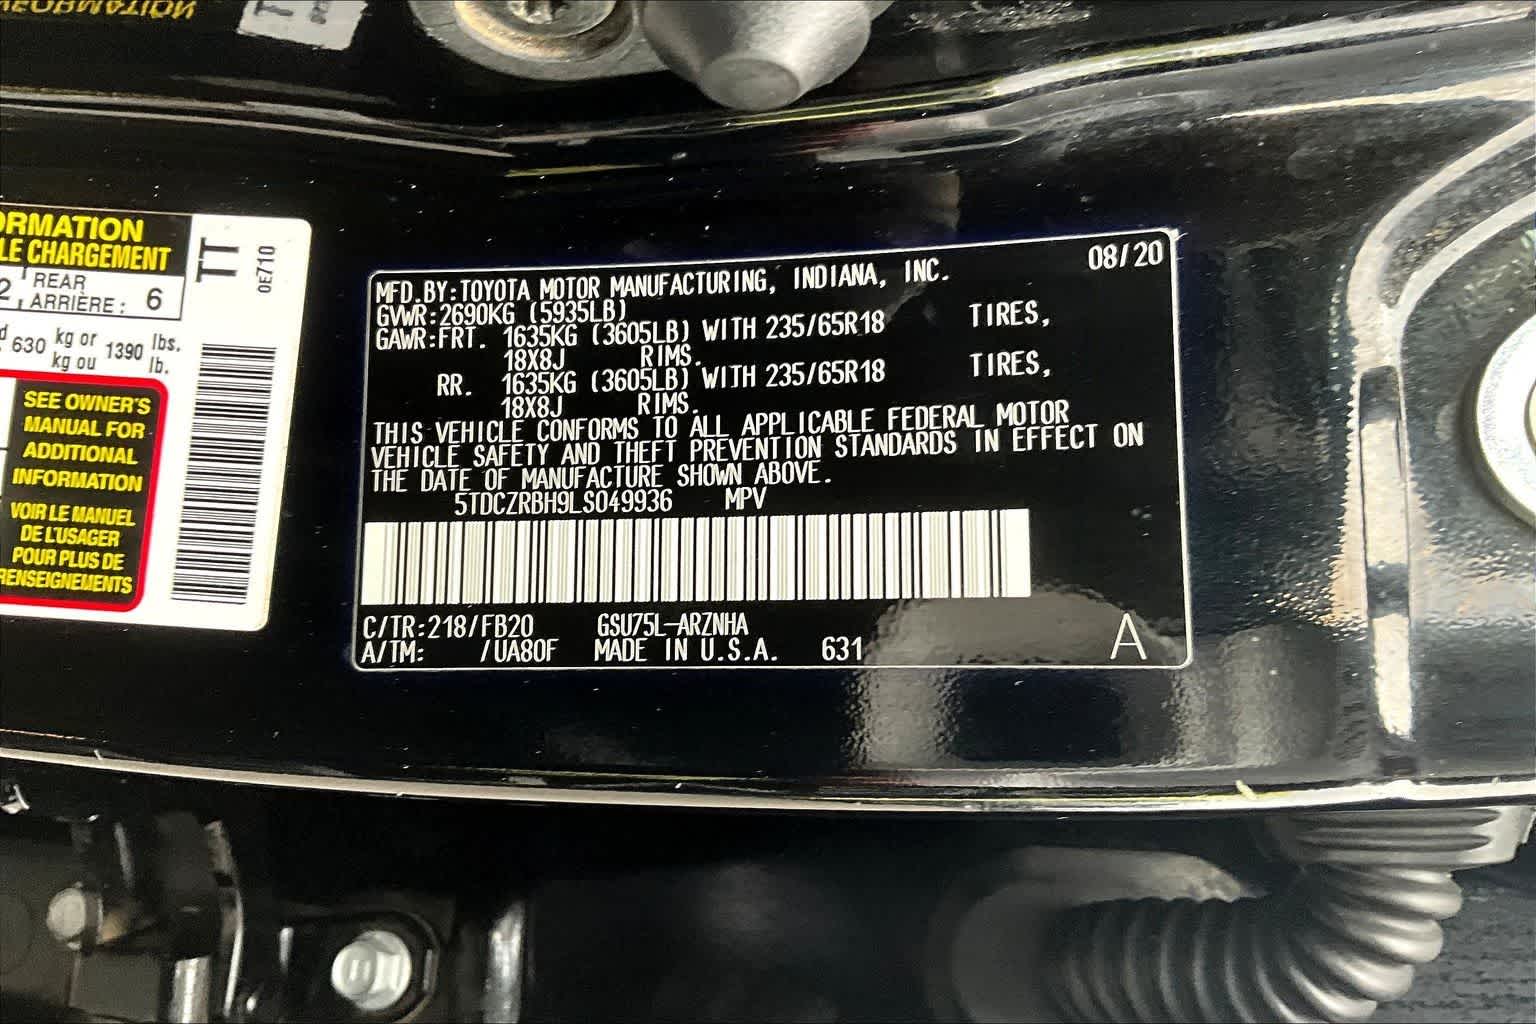 INFORMATION
T
ORMATION
LE CHARGEMENT
2 REAR
ARRIÈRE: 6
630 kg or 1390 lbs.
kg ou lb.
SEE OWNER'S
MANUAL FOR
ADDITIONAL
INFORMATION
VOIR LE MANUEL
DE L'USAGER
POUR PLUS DE
RENSEIGNEMENTS
TT
0E710
08/20
MFD.BY:TOYOTA MOTOR MANUFACTURING, INDIANA, INC.
GVWR:2690KG (5935LB)
GAWR:FRT. 1635KG (3605LB) WITH 235/65R18 TIRES,
18X8J RIMS.
RR. 1635KG (3605LB) WITH 235/65R18 TIRES,
18X8J RIMS.
THIS VEHICLE CONFORMS TO ALL APPLICABLE FEDERAL MOTOR
VEHICLE SAFETY AND THEFT PREVENTION STANDARDS IN EFFECT ON
THE DATE OF MANUFACTURE SHOWN ABOVE.
5TDCZRBH9LS049936 MPV
C/TR:218/FB20 GSU75L-ARZNHA
A/TM: /UA80F MADE IN U.S.A. 631
A